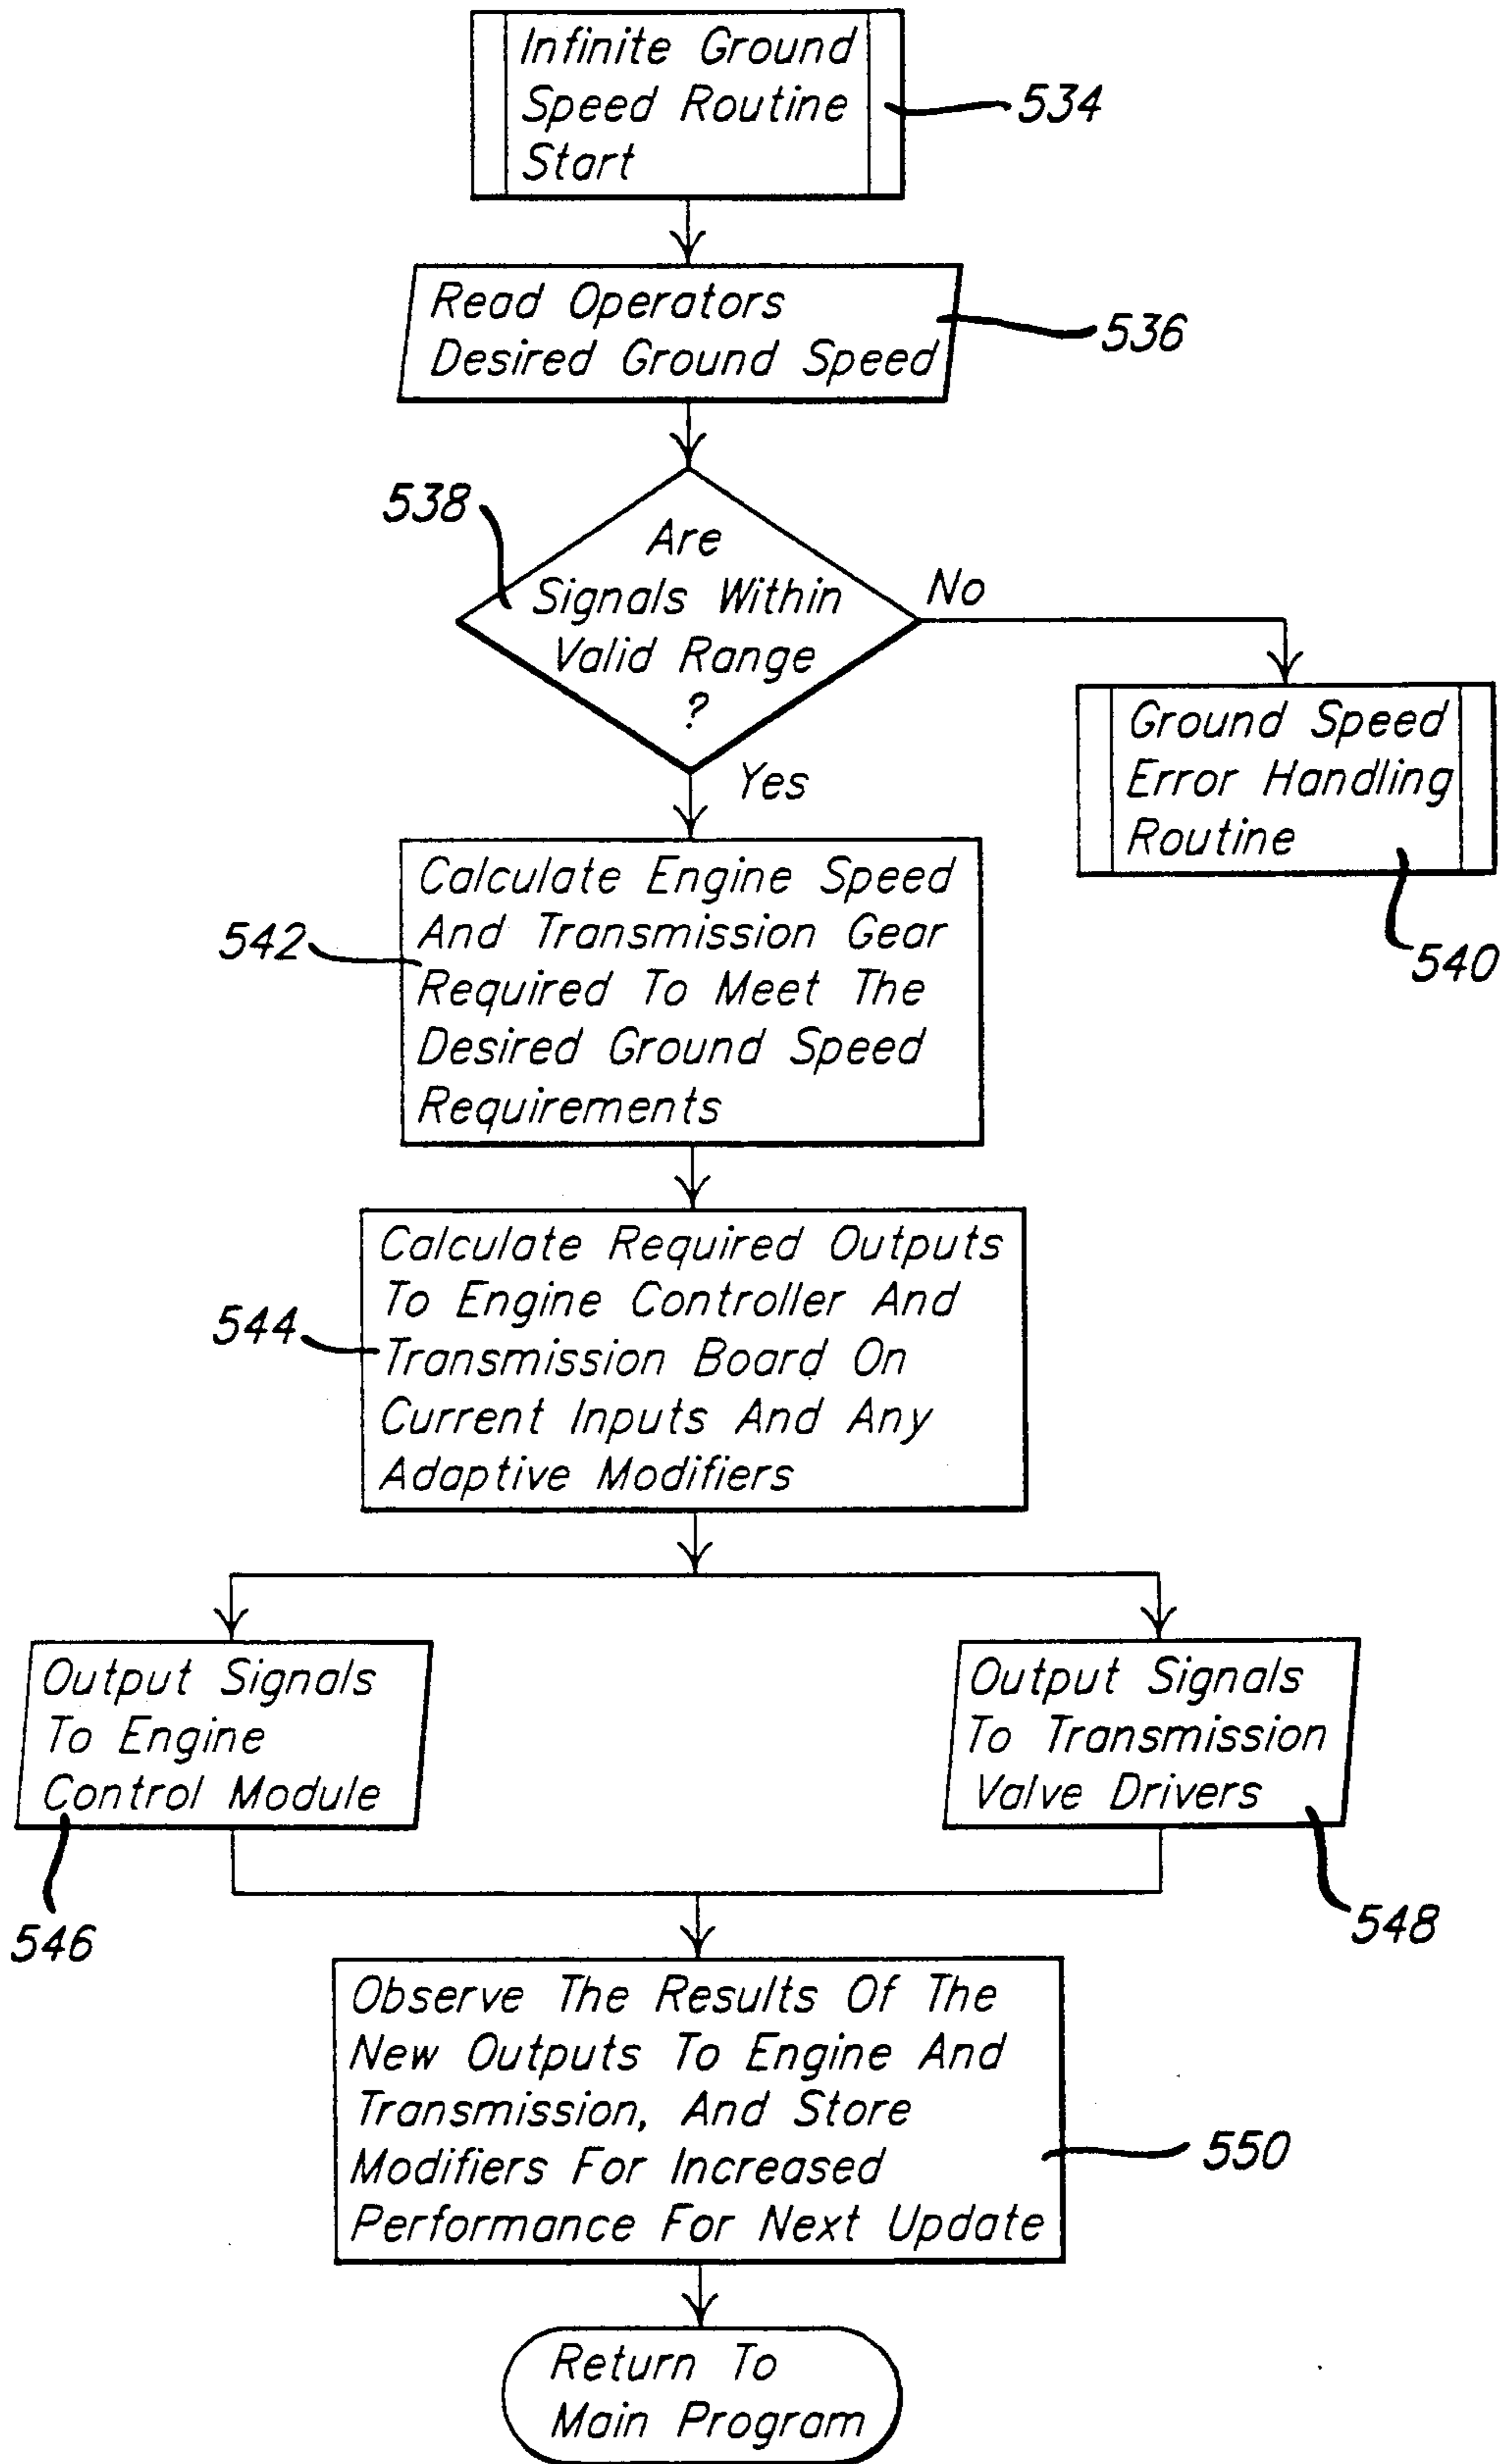 Infinite Ground
Speed Routine
Start
534
Read Operators
Desired Ground Speed
536
538
Are
Signals Within
Valid Range
?
No
Yes
Ground Speed
Error Handling
Routine
540
542
Calculate Engine Speed
And Transmission Gear
Required To Meet The
Desired Ground Speed
Requirements
544
Calculate Required Outputs
To Engine Controller And
Transmission Board On
Current Inputs And Any
Adaptive Modifiers
Output Signals
To Engine
Control Module
546
Output Signals
To Transmission
Valve Drivers
548
Observe The Results Of The
New Outputs To Engine And
Transmission, And Store
Modifiers For Increased
Performance For Next Update
550
Return To
Main Program